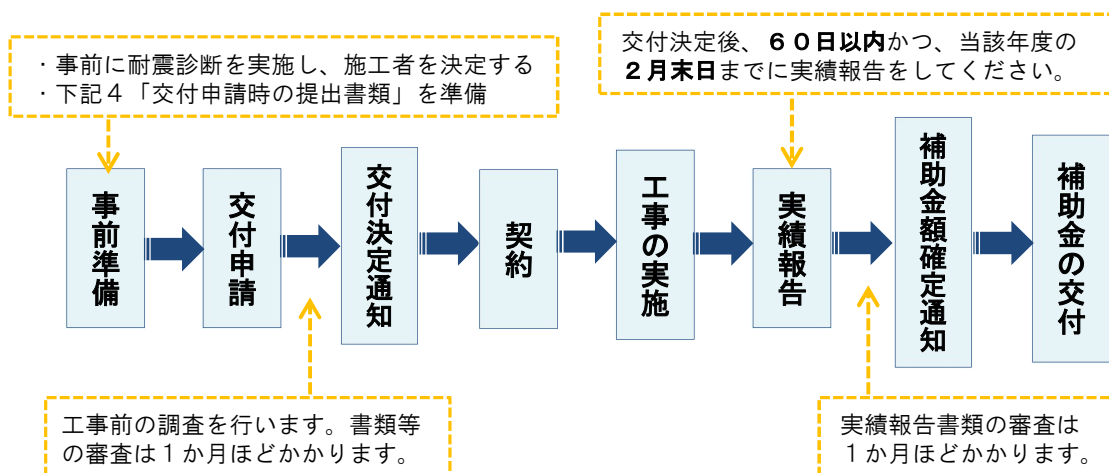 ・事前に耐震診断を実施し、施工者を決定する
・下記４「交付申請時の提出書類」を準備
交付決定後、６０日以内かつ、当該年度の
２月末日までに実績報告をしてください。
事前準備
交付申請
交付決定通知
契約
工事の実施
実績報告
補助金額確定通知
補助金の交付
工事前の調査を行います。書類等
の審査は１か月ほどかかります。
実績報告書類の審査は
１か月ほどかかります。